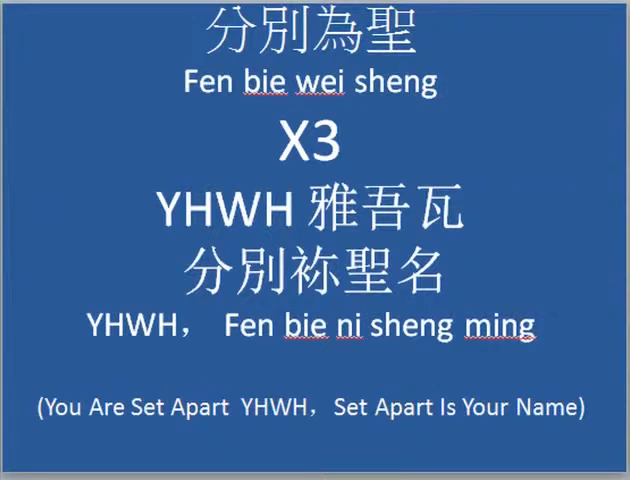 分別為聖
Fen bie wei sheng
X3
YHWH 雅吾瓦
分別祢聖名
YHWH， Fen bie ni sheng ming
(You Are Set Apart YHWH，Set Apart Is Your Name)